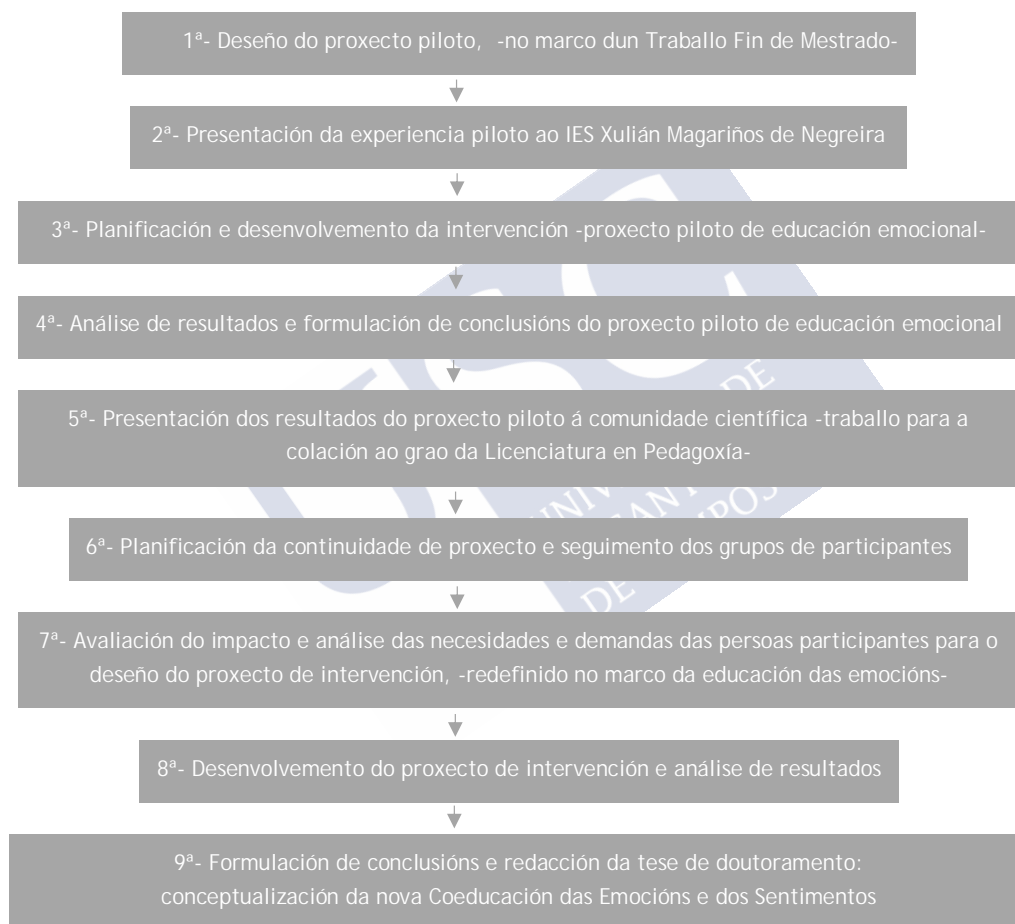 1ª- Deseño do proxecto piloto, -no marco dun Traballo Fin de Mestrado-
2ª- Presentación da experiencia piloto ao IES Xulián Magariños de Negreira
3ª- Planificación e desenvolvemento da intervención -proxecto piloto de educación emocional-
4ª- Análise de resultados e formulación de conclusións do proxecto piloto de educación emocional
5ª- Presentación dos resultados do proxecto piloto á comunidade científica -traballo para a
colación ao grao da Licenciatura en Pedagoxía-
6ª- Planificación da continuidade de proxecto e seguimento dos grupos de participantes
7ª- Avaliación do impacto e análise das necesidades e demandas das persoas participantes para o
deseño do proxecto de intervención, -redefinido no marco da educación das emocións-
8ª- Desenvolvemento do proxecto de intervención e análise de resultados
9ª- Formulación de conclusións e redacción da tese de doutoramento:
conceptualización da nova Coeducación das Emocións e dos Sentimentos
USC
DE